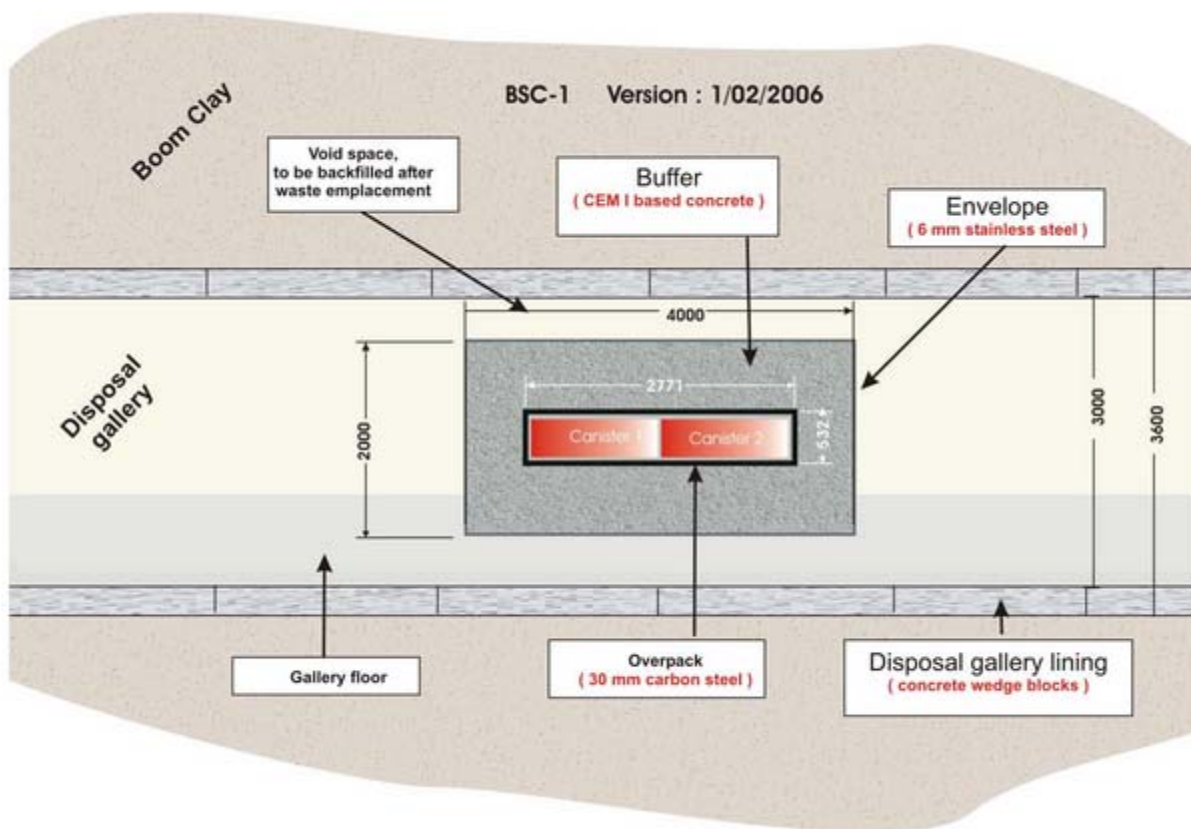 BSC-1 Version : 1/02/2006
Boom Clay
Void space,
to be backfilled after
waste emplacement
Buffer
( CEM I based concrete )
Envelope
( 6 mm stainless steel )
4000
Disposal
gallery
2000
2771
Canister 1
Canister 2
532
3000
3600
Gallery floor
Overpack
( 30 mm carbon steel )
Disposal gallery lining
( concrete wedge blocks )